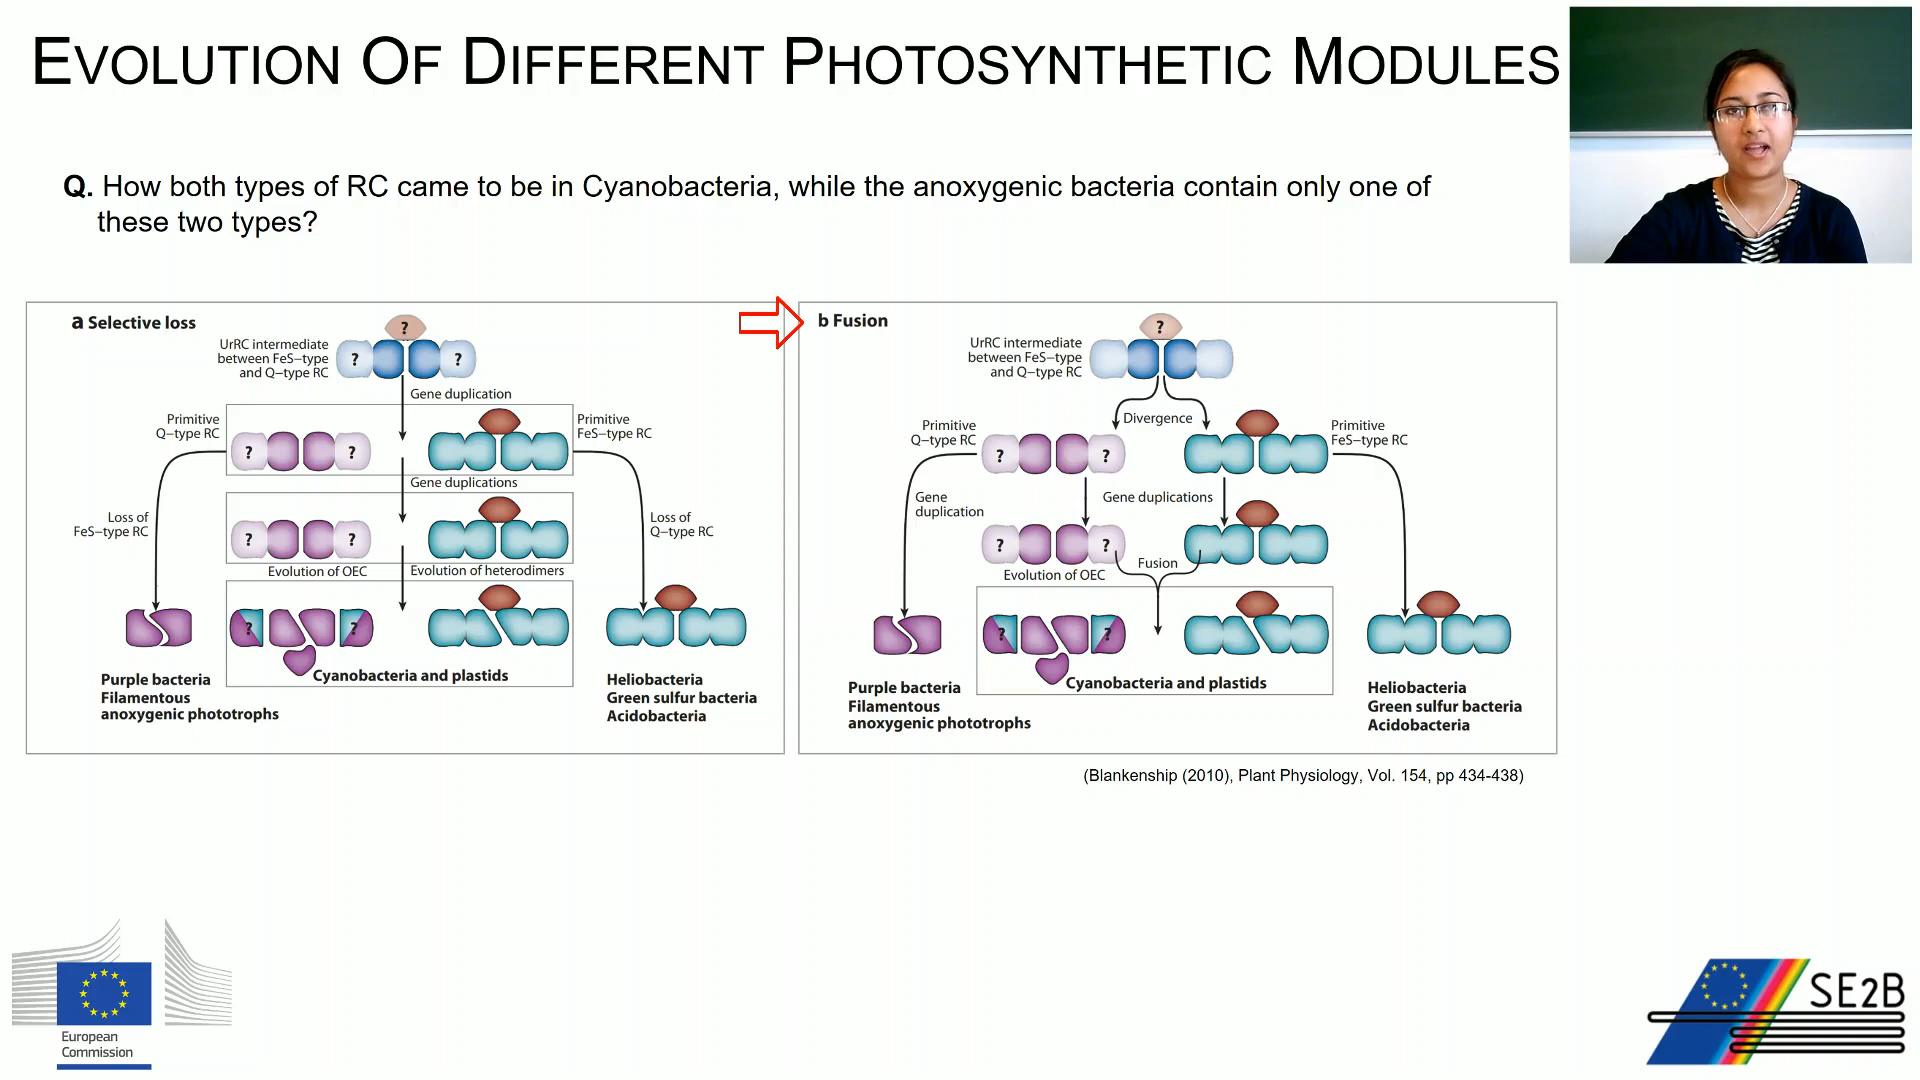 EVOLUTION OF DIFFERENT PHOTOSYNTHETIC MODULES
Q. How both types of RC came to be in Cyanobacteria, while the anoxygenic bacteria contain only one of
these two types?
a Selective loss
?
UrRC intermediate
between FeS–type
and Q–type RC
? ?
Gene duplication
Primitive
Q–type RC
? ?
Primitive
FeS–type RC
Gene duplications
Loss of
FeS–type RC
? ?
Loss of
Q–type RC
Evolution of OEC
Evolution of heterodimers
? ?
Cyanobacteria and plastids
Purple bacteria
Filamentous
anoxygenic phototrophs
Heliobacteria
Green sulfur bacteria
Acidobacteria
b Fusion
?
UrRC intermediate
between FeS–type
and Q–type RC
Divergence
Primitive
Q–type RC
? ?
Primitive
FeS–type RC
Gene
duplication
Gene duplications
? ?
Fusion
Evolution of OEC
? ?
Cyanobacteria and plastids
Purple bacteria
Filamentous
anoxygenic phototrophs
Heliobacteria
Green sulfur bacteria
Acidobacteria
(Blankenship (2010), Plant Physiology, Vol. 154, pp 434-438)
European
Commission
SE2B